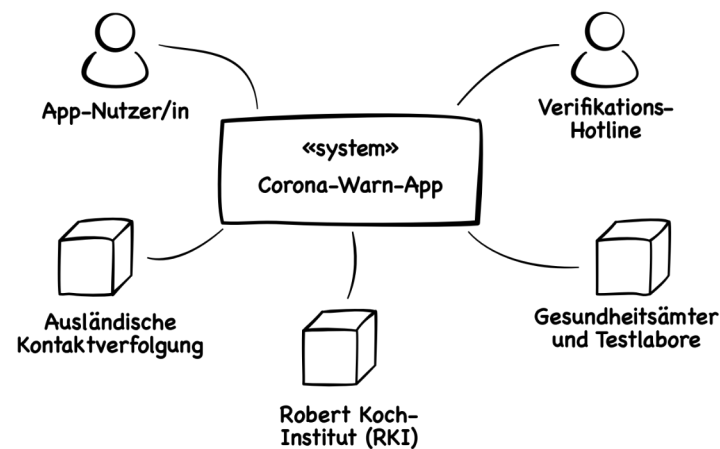 App-Nutzer/in
Verifikations-
Hotline
«system»
Corona-Warn-App
Ausländische
Kontaktverfolgung
Gesundheitsämter
und Testlabore
Robert Koch-
Institut (RKI)